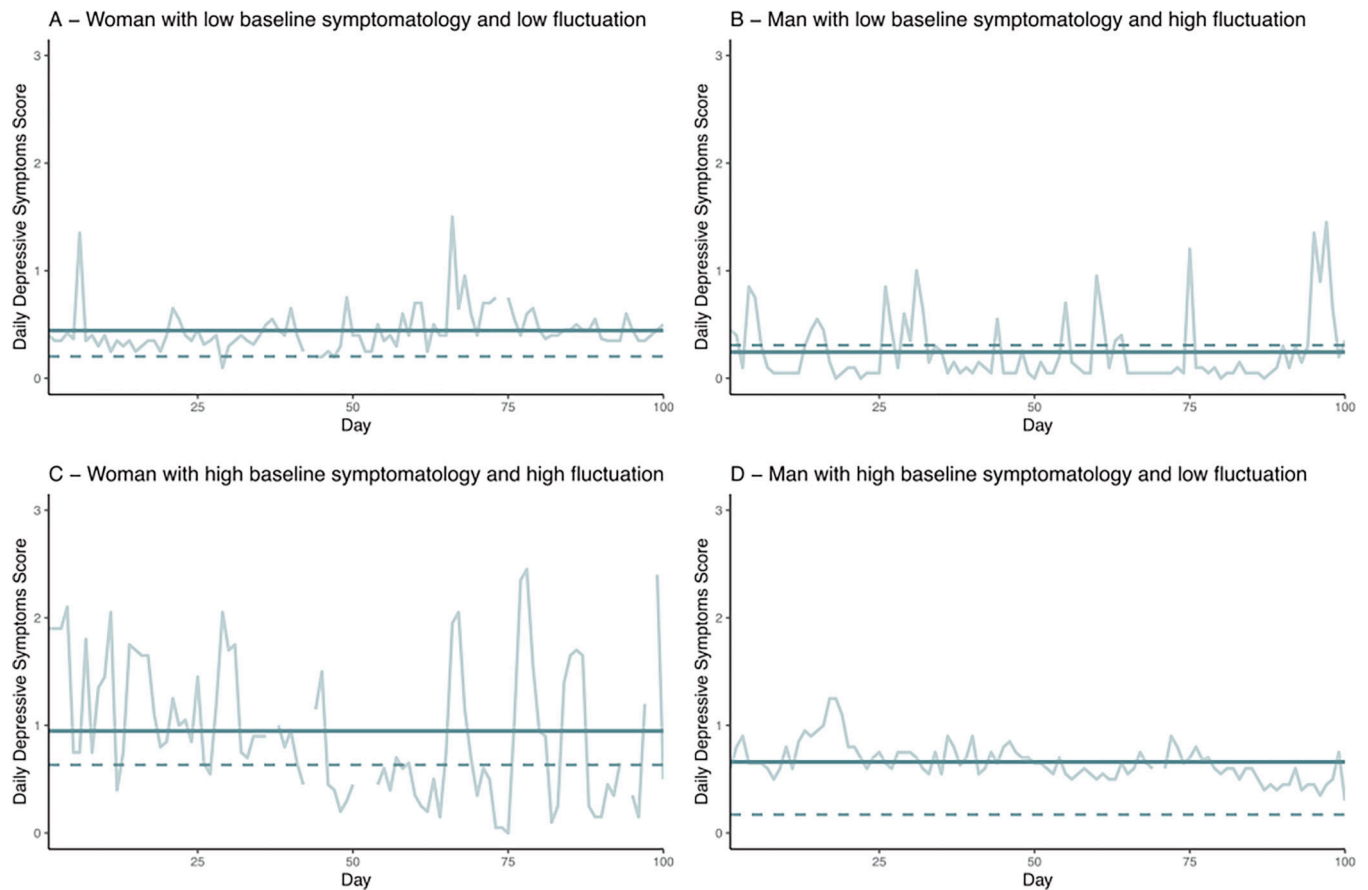 A – Woman with low baseline symptomatology and low fluctuation
Daily Depressive Symptoms Score
3
2
1
0
25
50
75
100
Day
B – Man with low baseline symptomatology and high fluctuation
Daily Depressive Symptoms Score
3
2
1
0
25
50
75
100
Day
C – Woman with high baseline symptomatology and high fluctuation
Daily Depressive Symptoms Score
3
2
1
0
25
50
75
100
Day
D – Man with high baseline symptomatology and low fluctuation
Daily Depressive Symptoms Score
3
2
1
0
25
50
75
100
Day